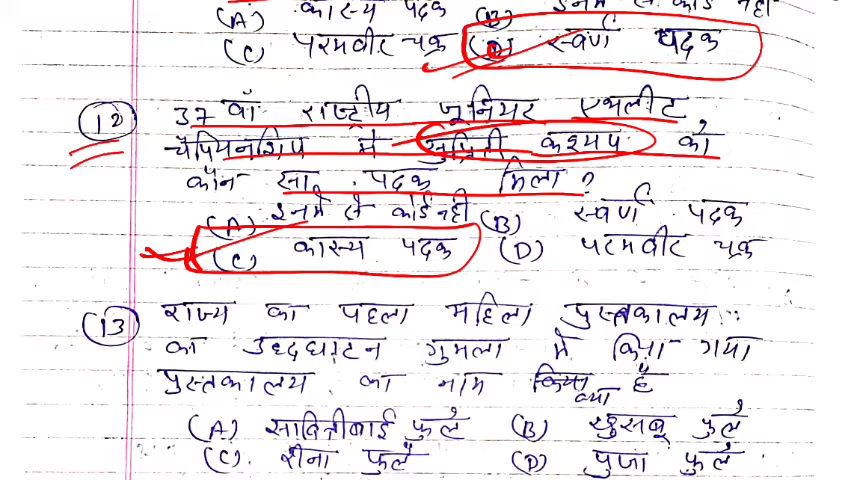 (A) कास्य पदक (B) इनमें से कोई नहीं
(C) परमवीर चक्र (D) स्वर्ण पदक
(12) 37 वॉं राष्ट्रीय जूनियर एथलीट
चैंपियनशिप में सुप्रिती कश्यप को
कौन सा पदक मिला?
(A) इनमें से कोई नही (B) स्वर्ण पदक
(C) कास्य पदक (D) परमवीर चक्र
(13) राज्य का पहला महिला पुस्तकालय
का उद्दघाटन गुमला में किया गया
पुस्तकालय का नाम क्या है
(A) सावित्रीबाई फुले (B) खुसबू फुले
(C) रीना फुले (D) पुजा फुले